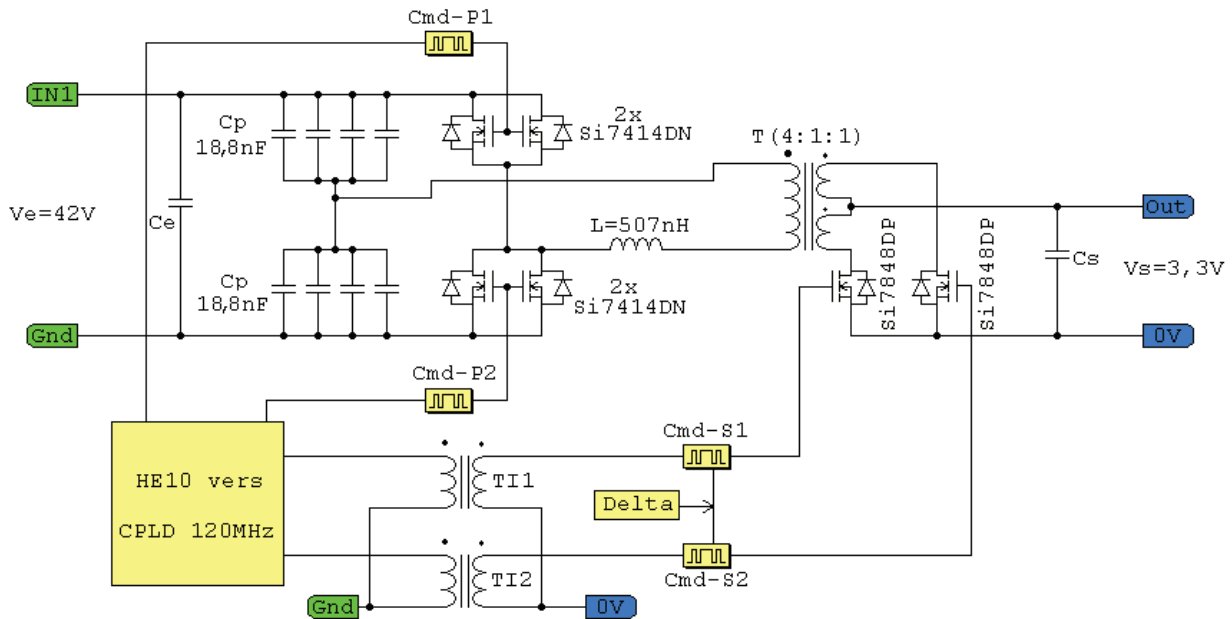 Cmd-P1
IN1
Cp
18,8nF
2x
Si7414DN
T(4:1:1)
Ve=42V
Ce
L=507nH
Out
Cp
18,8nF
2x
Si7414DN
Si7848DP
Si7848DP
Cs
Vs=3,3V
Gnd
0V
Cmd-P2
Cmd-S1
HE10 vers
CPLD 120MHz
TI1
Delta
TI2
Cmd-S2
Gnd
0V